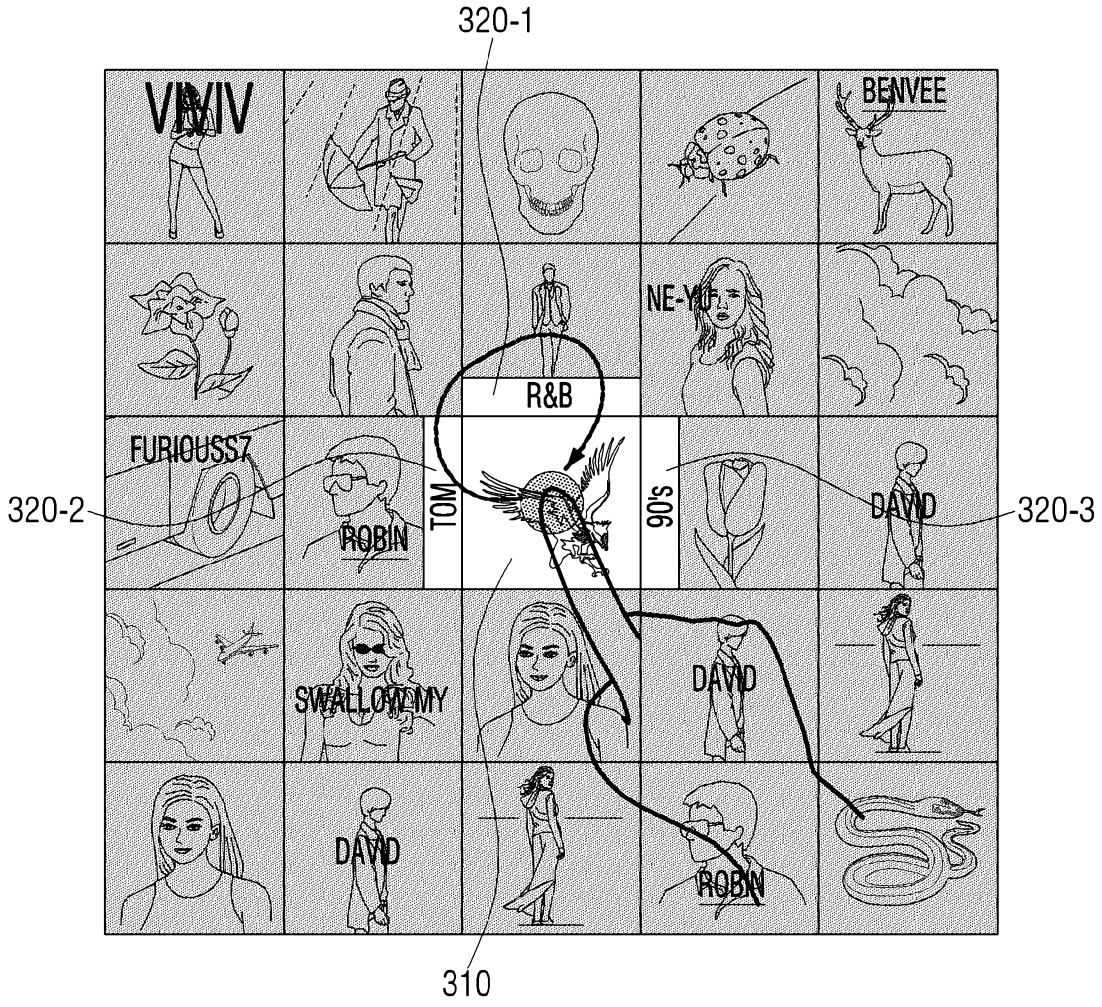 320-1
VIVIV
BENVEE
NE-YU
R&B
FURIOUSS7
320-2
ROBIN
TOM
90's
DAVID
320-3
SWALLOW MY
DAVID
DAVID
ROBIN
310